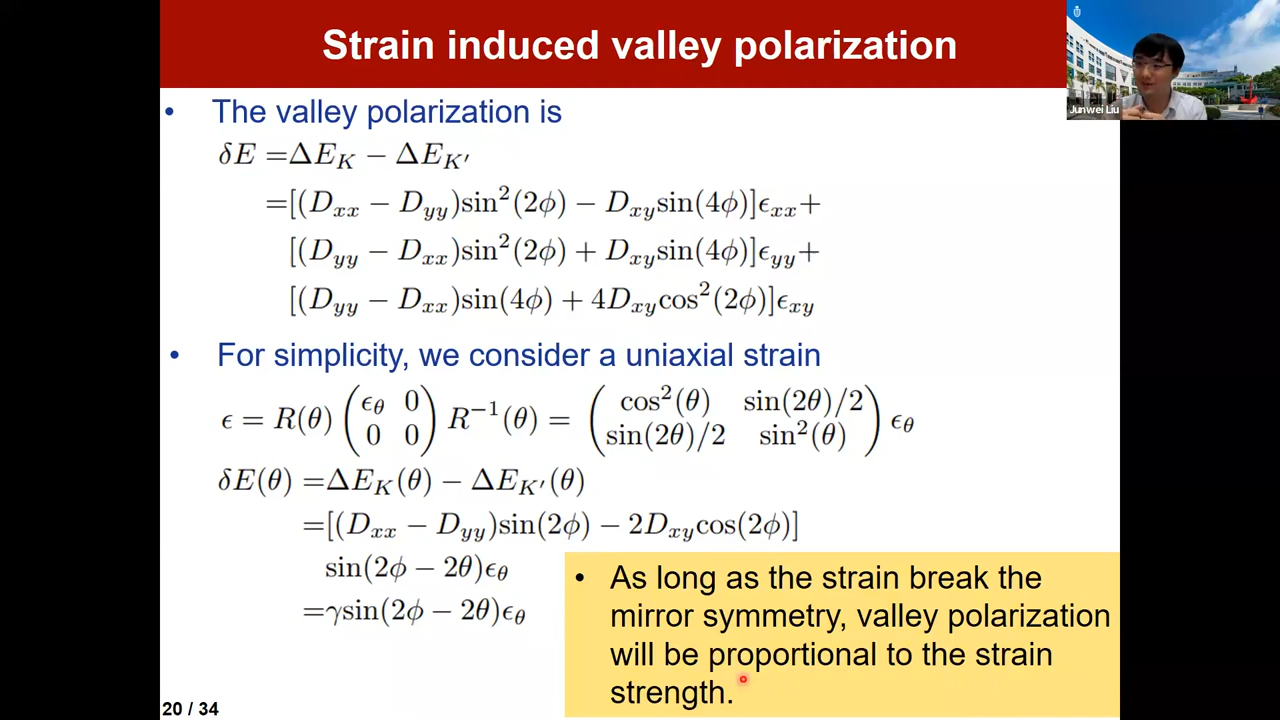 Strain induced valley polarization
Junwei Liu
• The valley polarization is
δE =ΔE_K − ΔE_K′
=[(D_xx − D_yy)sin²(2ϕ) − D_xy sin(4ϕ)]ϵ_xx+
[(D_yy − D_xx)sin²(2ϕ) + D_xy sin(4ϕ)]ϵ_yy+
[(D_yy − D_xx)sin(4ϕ) + 4D_xy cos²(2ϕ)]ϵ_xy
• For simplicity, we consider a uniaxial strain
ϵ = R(θ) (ϵ_θ 0; 0 0) R⁻¹(θ) = (cos²(θ) sin(2θ)/2; sin(2θ)/2 sin²(θ)) ϵ_θ
δE(θ) =ΔE_K(θ) − ΔE_K′(θ)
=[(D_xx − D_yy)sin(2ϕ) − 2D_xy cos(2ϕ)]
sin(2ϕ − 2θ)ϵ_θ
=γsin(2ϕ − 2θ)ϵ_θ
• As long as the strain break the
mirror symmetry, valley polarization
will be proportional to the strain
strength.
20 / 34